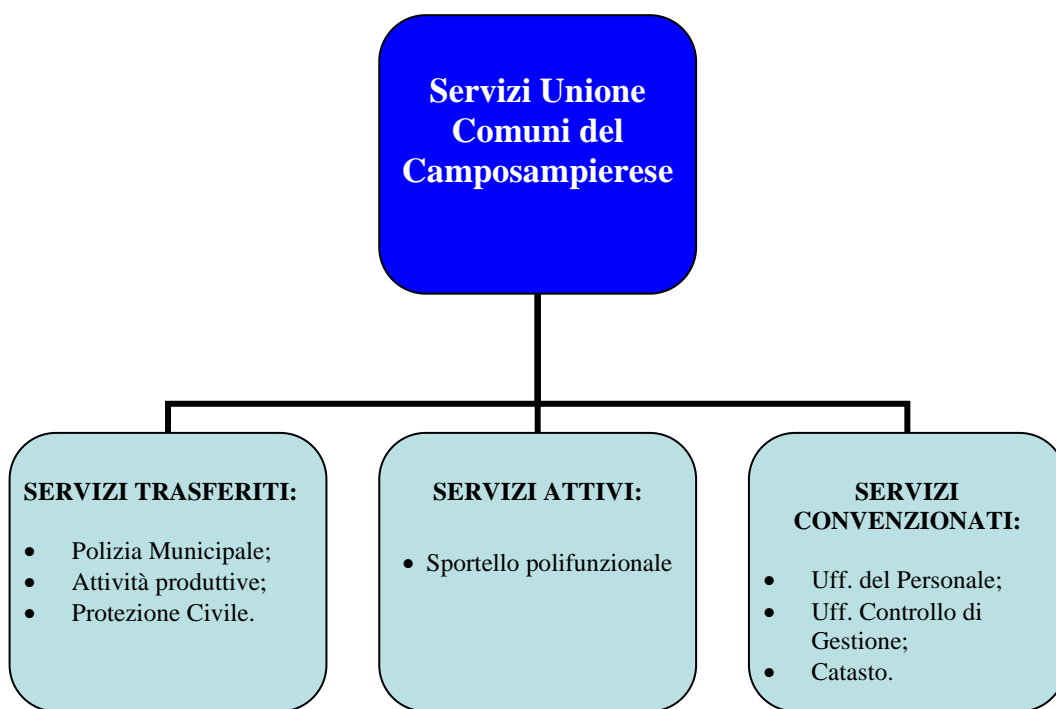 Servizi Unione
Comuni del
Camposampierese
SERVIZI TRASFERITI:
• Polizia Municipale;
• Attività produttive;
• Protezione Civile.
SERVIZI ATTIVI:
• Sportello polifunzionale
SERVIZI
CONVENZIONATI:
• Uff. del Personale;
• Uff. Controllo di
Gestione;
• Catasto.